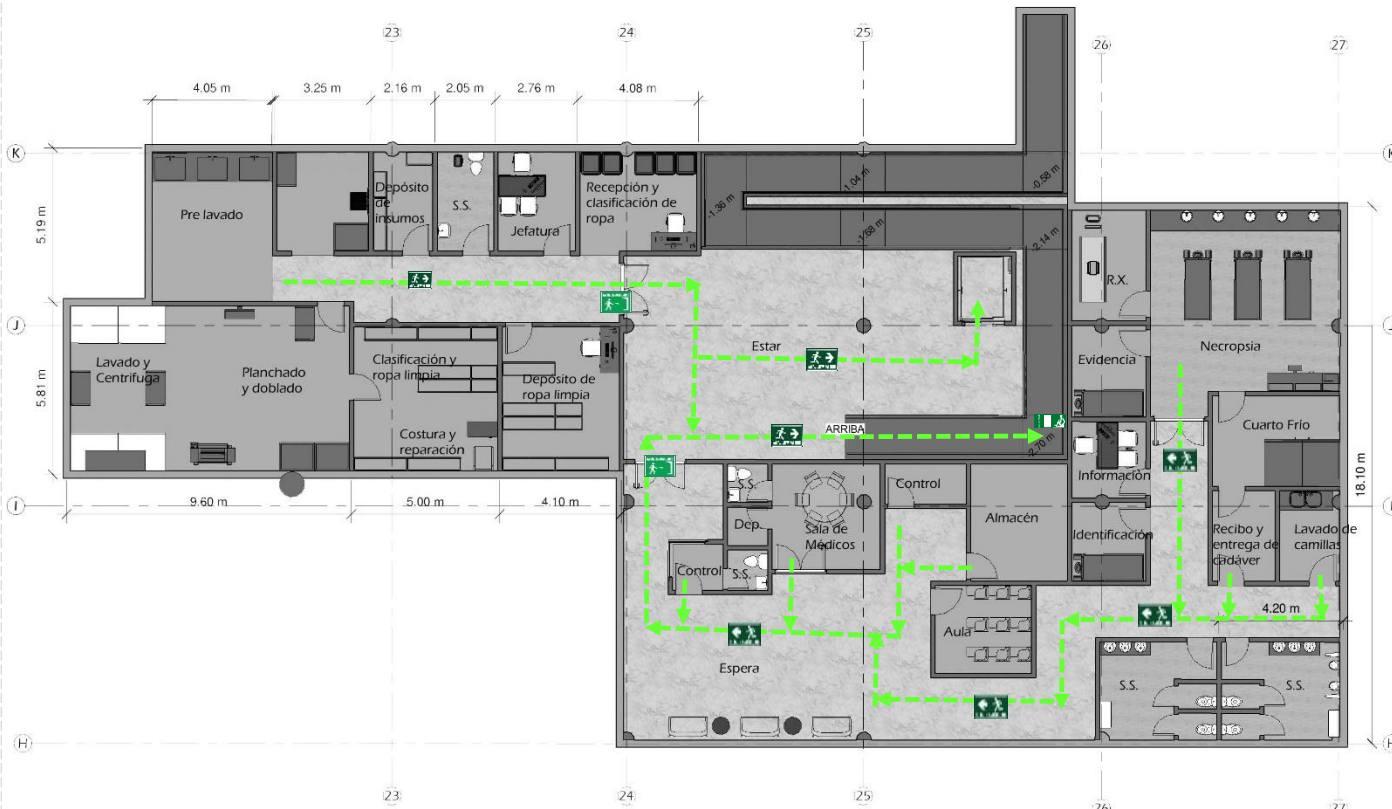 23
24
25
26
27
4.05 m
3.25 m
2.16 m
2.05 m
2.76 m
4.08 m
K
K
5.19 m
Pre lavado
Depósito
de
insumos
S.S.
Jefatura
Recepción y
clasificación de
ropa
-1.36 m
-1.04 m
-0.58 m
-1.68 m
-2.14 m
R.X.
J
J
5.81 m
Lavado y
Centrifuga
Planchado
y doblado
Clasificación y
ropa limpia
Costura y
reparación
Depósito de
ropa limpia
Estar
ARRIBA
-2.70 m
Evidencia
Necropsia
Cuarto Frío
Información
Identificación
18.10 m
I
9.60 m
5.00 m
4.10 m
S.S.
Dep.
Sala de
Médicos
Control
Almacén
Control
S.S.
Recibo y
entrega de
cadáver
Lavado de
camillas
4.20 m
Aula
Espera
S.S.
S.S.
H
H
23
24
25
26
27